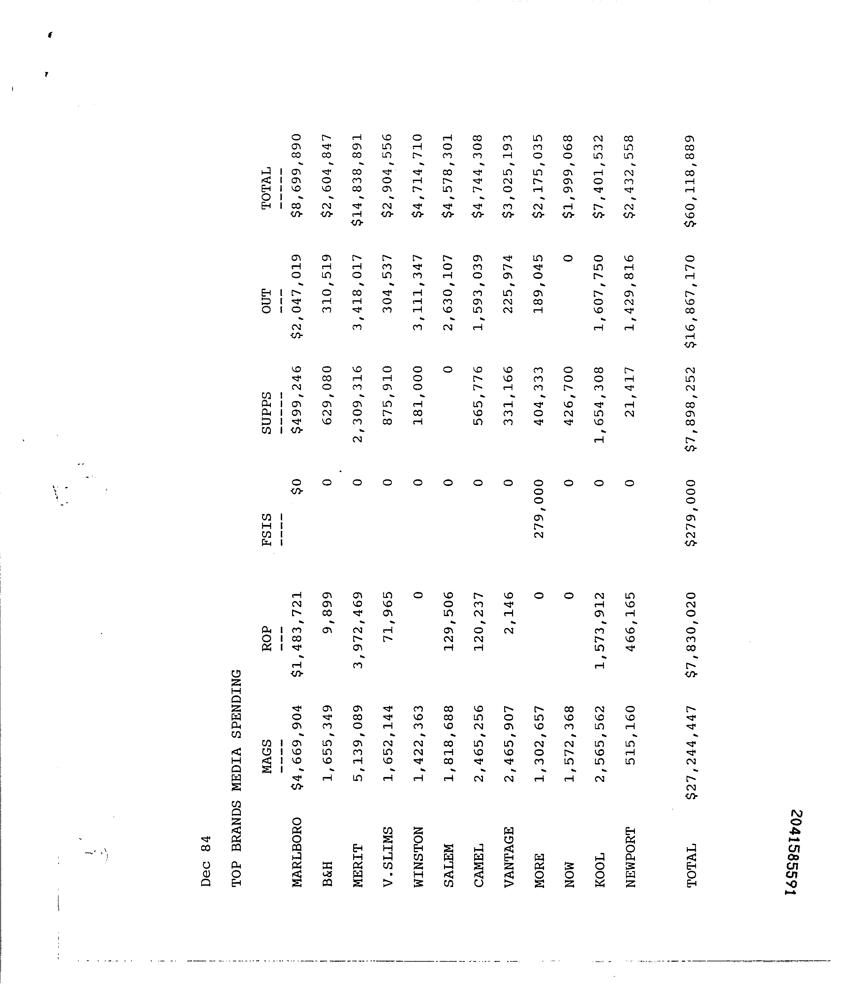 Dec 84
TOP BRANDS MEDIA SPENDING
MAGS ROP FSIS SUPPS OUT TOTAL
---- --- ---- ----- --- -----
MARLBORO $4,669,904 $1,483,721 $0 $499,246 $2,047,019 $8,699,890
B&H 1,655,349 9,899 0 629,080 310,519 $2,604,847
MERIT 5,139,089 3,972,469 0 2,309,316 3,418,017 $14,838,891
V.SLIMS 1,652,144 71,965 0 875,910 304,537 $2,904,556
WINSTON 1,422,363 0 0 181,000 3,111,347 $4,714,710
SALEM 1,818,688 129,506 0 0 2,630,107 $4,578,301
CAMEL 2,465,256 120,237 0 565,776 1,593,039 $4,744,308
VANTAGE 2,465,907 2,146 0 331,166 225,974 $3,025,193
MORE 1,302,657 0 279,000 404,333 189,045 $2,175,035
NOW 1,572,368 0 0 426,700 0 $1,999,068
KOOL 2,565,562 1,573,912 0 1,654,308 1,607,750 $7,401,532
NEWPORT 515,160 466,165 0 21,417 1,429,816 $2,432,558
TOTAL $27,244,447 $7,830,020 $279,000 $7,898,252 $16,867,170 $60,118,889
2041585591